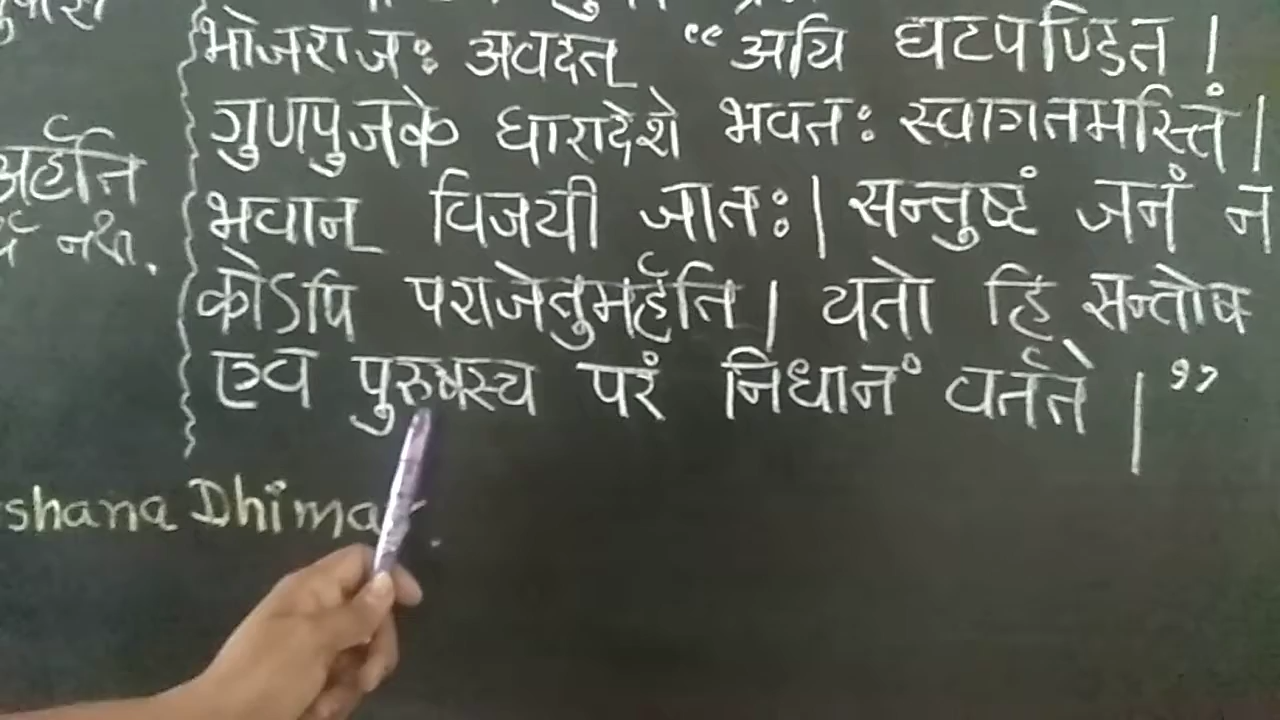 भोजराजः अवदत् "अयि घटपण्डित ।
गुणपुजके धारादेशे भवतः स्वागतमस्तिं ।
भवान् विजयी जातः । सन्तुष्टं जनं न
कोऽपि पराजेतुमर्हति । यतो हि सन्तोष
एव पुरुषस्य परं निधानं वर्तते । "
अर्हति
shana Dhimar.